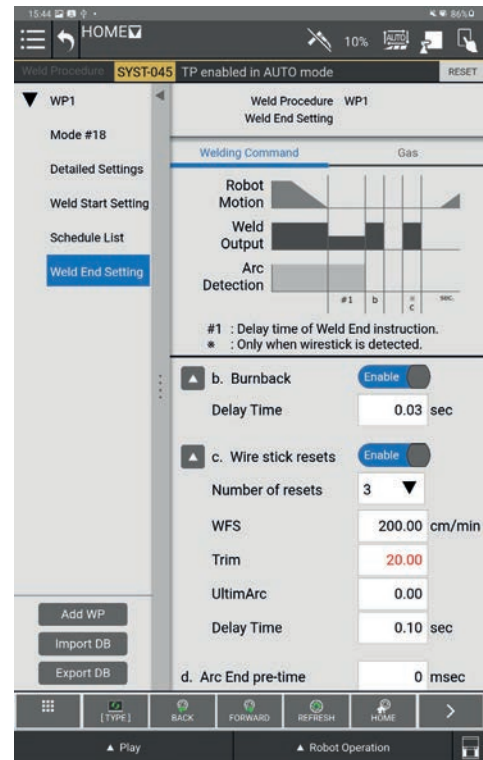 15:44
86%
HOME
10%
AUTO
Weld Procedure SYST-045 TP enabled in AUTO mode RESET
WP1
Mode #18
Detailed Settings
Weld Start Setting
Schedule List
Weld End Setting
Add WP
Import DB
Export DB
Weld Procedure WP1
Weld End Setting
Welding Command Gas
Robot
Motion
Weld
Output
Arc
Detection
#1 b * c sec.
#1 : Delay time of Weld End instruction.
* : Only when wirestick is detected.
b. Burnback Enable
Delay Time 0.03 sec
c. Wire stick resets Enable
Number of resets 3
WFS 200.00 cm/min
Trim 20.00
UltimArc 0.00
Delay Time 0.10 sec
d. Arc End pre-time 0 msec
[TYPE] BACK FORWARD REFRESH HOME
Play Robot Operation